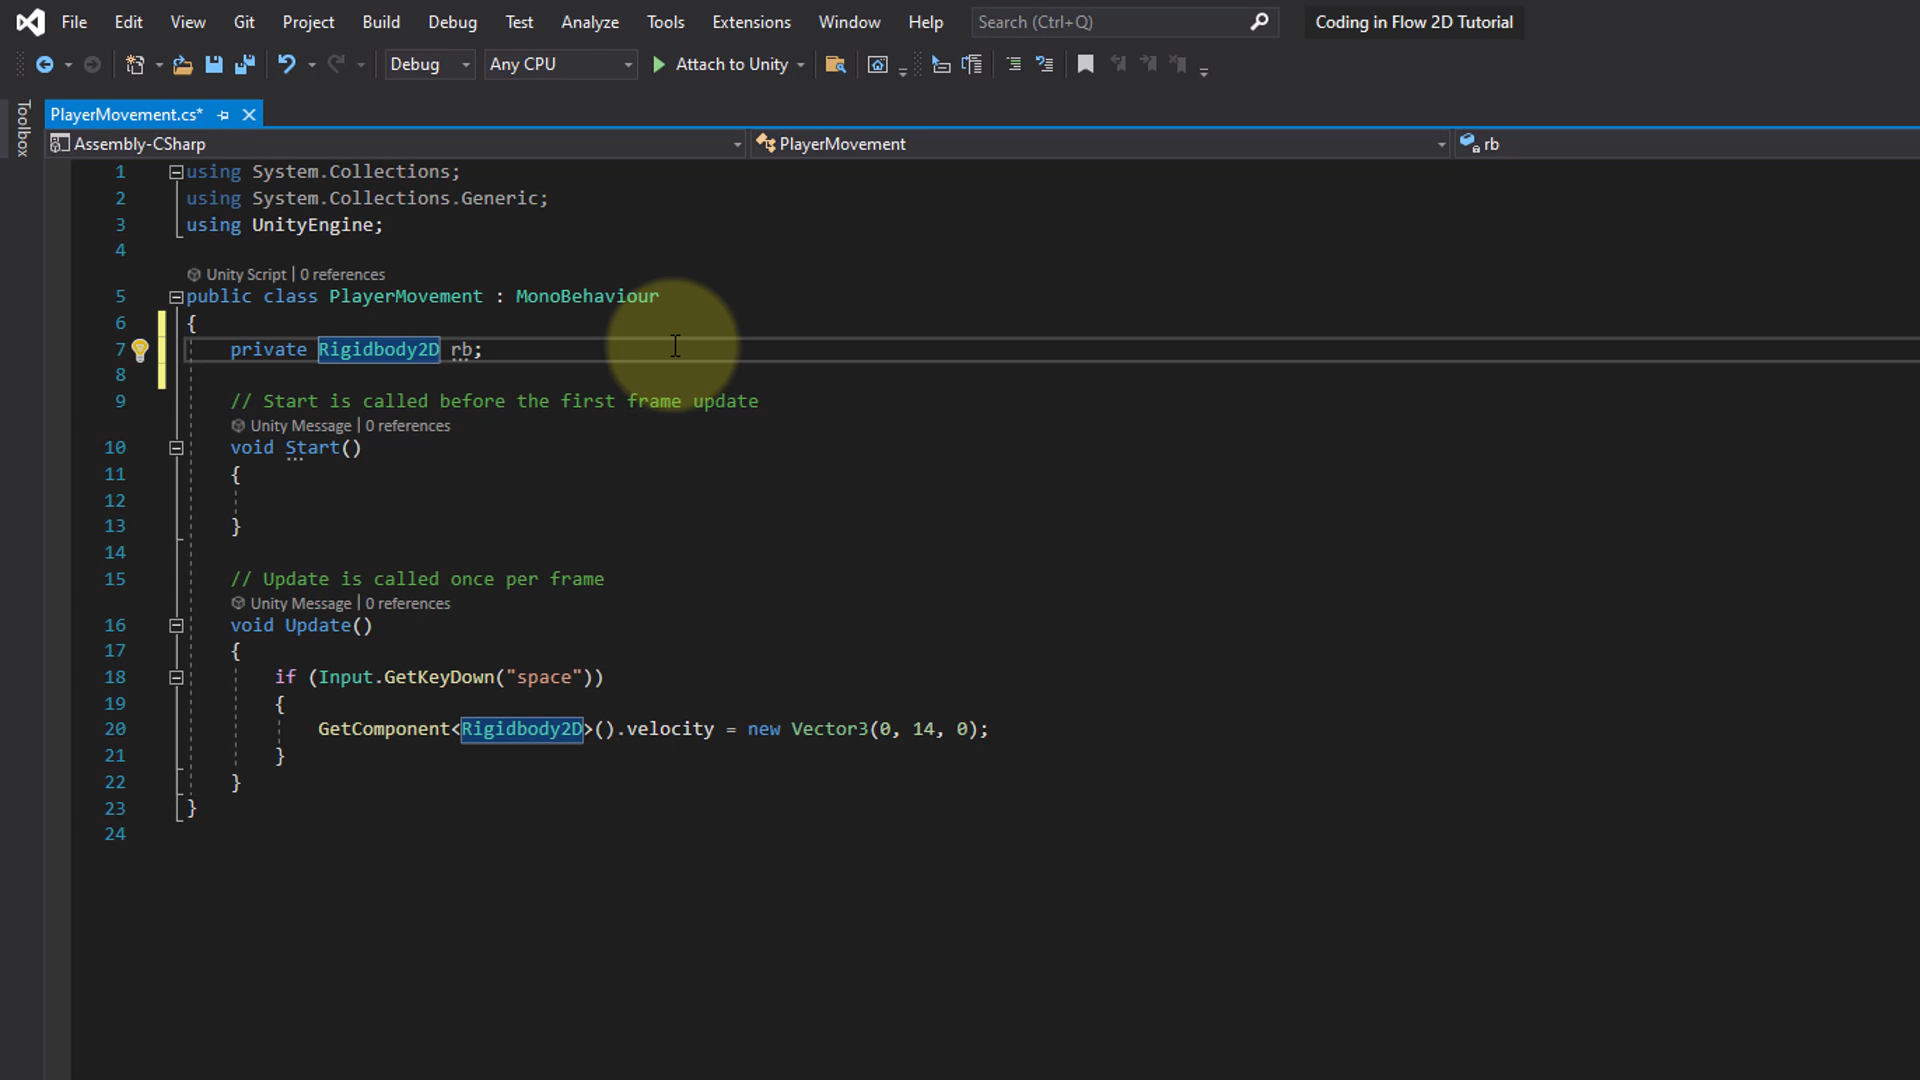 File Edit View Git Project Build Debug Test Analyze Tools Extensions Window Help Search (Ctrl+Q) Coding in Flow 2D Tutorial
Debug Any CPU Attach to Unity
Toolbox
PlayerMovement.cs*
Assembly-CSharp PlayerMovement rb
1 using System.Collections;
2 using System.Collections.Generic;
3 using UnityEngine;
4
Unity Script | 0 references
5 public class PlayerMovement : MonoBehaviour
6 {
7 private Rigidbody2D rb;
8
9 // Start is called before the first frame update
Unity Message | 0 references
10 void Start()
11 {
12
13 }
14
15 // Update is called once per frame
Unity Message | 0 references
16 void Update()
17 {
18 if (Input.GetKeyDown("space"))
19 {
20 GetComponent<Rigidbody2D>().velocity = new Vector3(0, 14, 0);
21 }
22 }
23 }
24